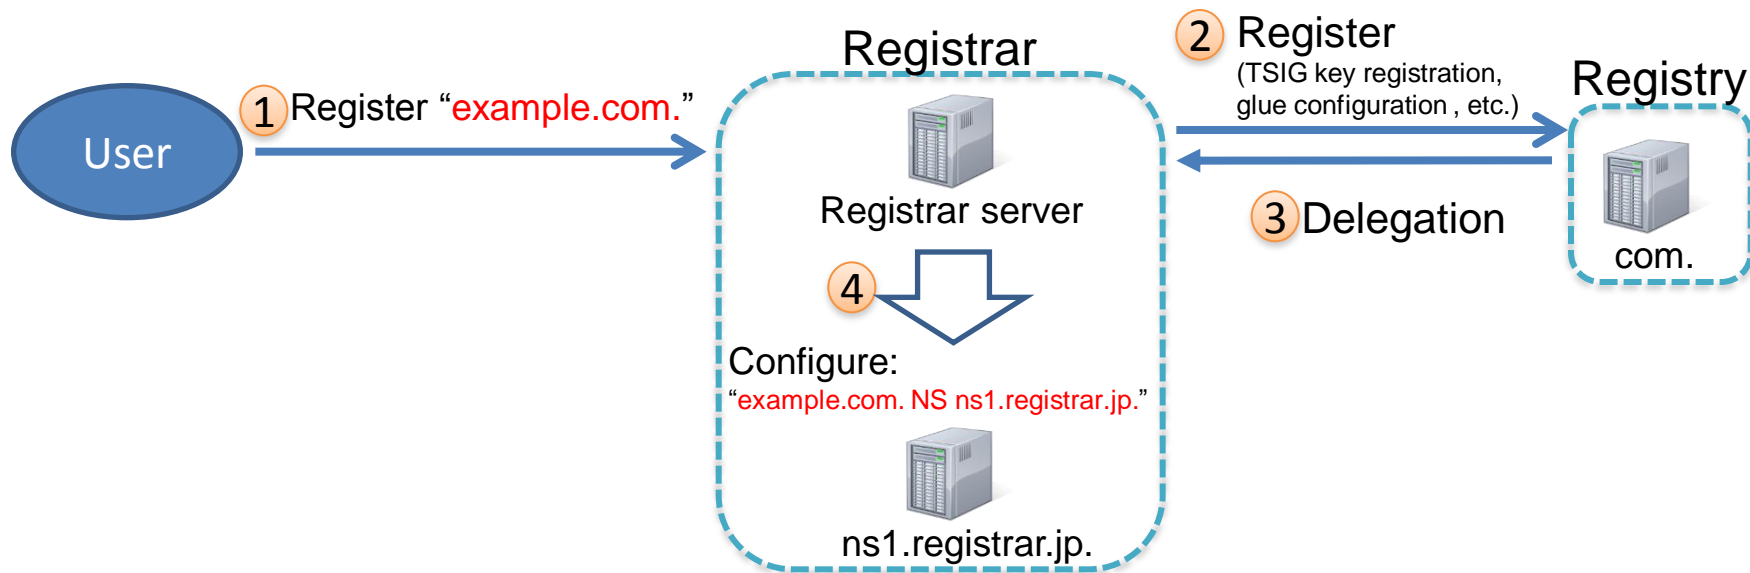 User
1 Register “example.com.”
Registrar
Registrar server
2 Register
(TSIG key registration,
glue configuration , etc.)
Registry
com.
3 Delegation
4
Configure:
“example.com. NS ns1.registrar.jp.”
ns1.registrar.jp.